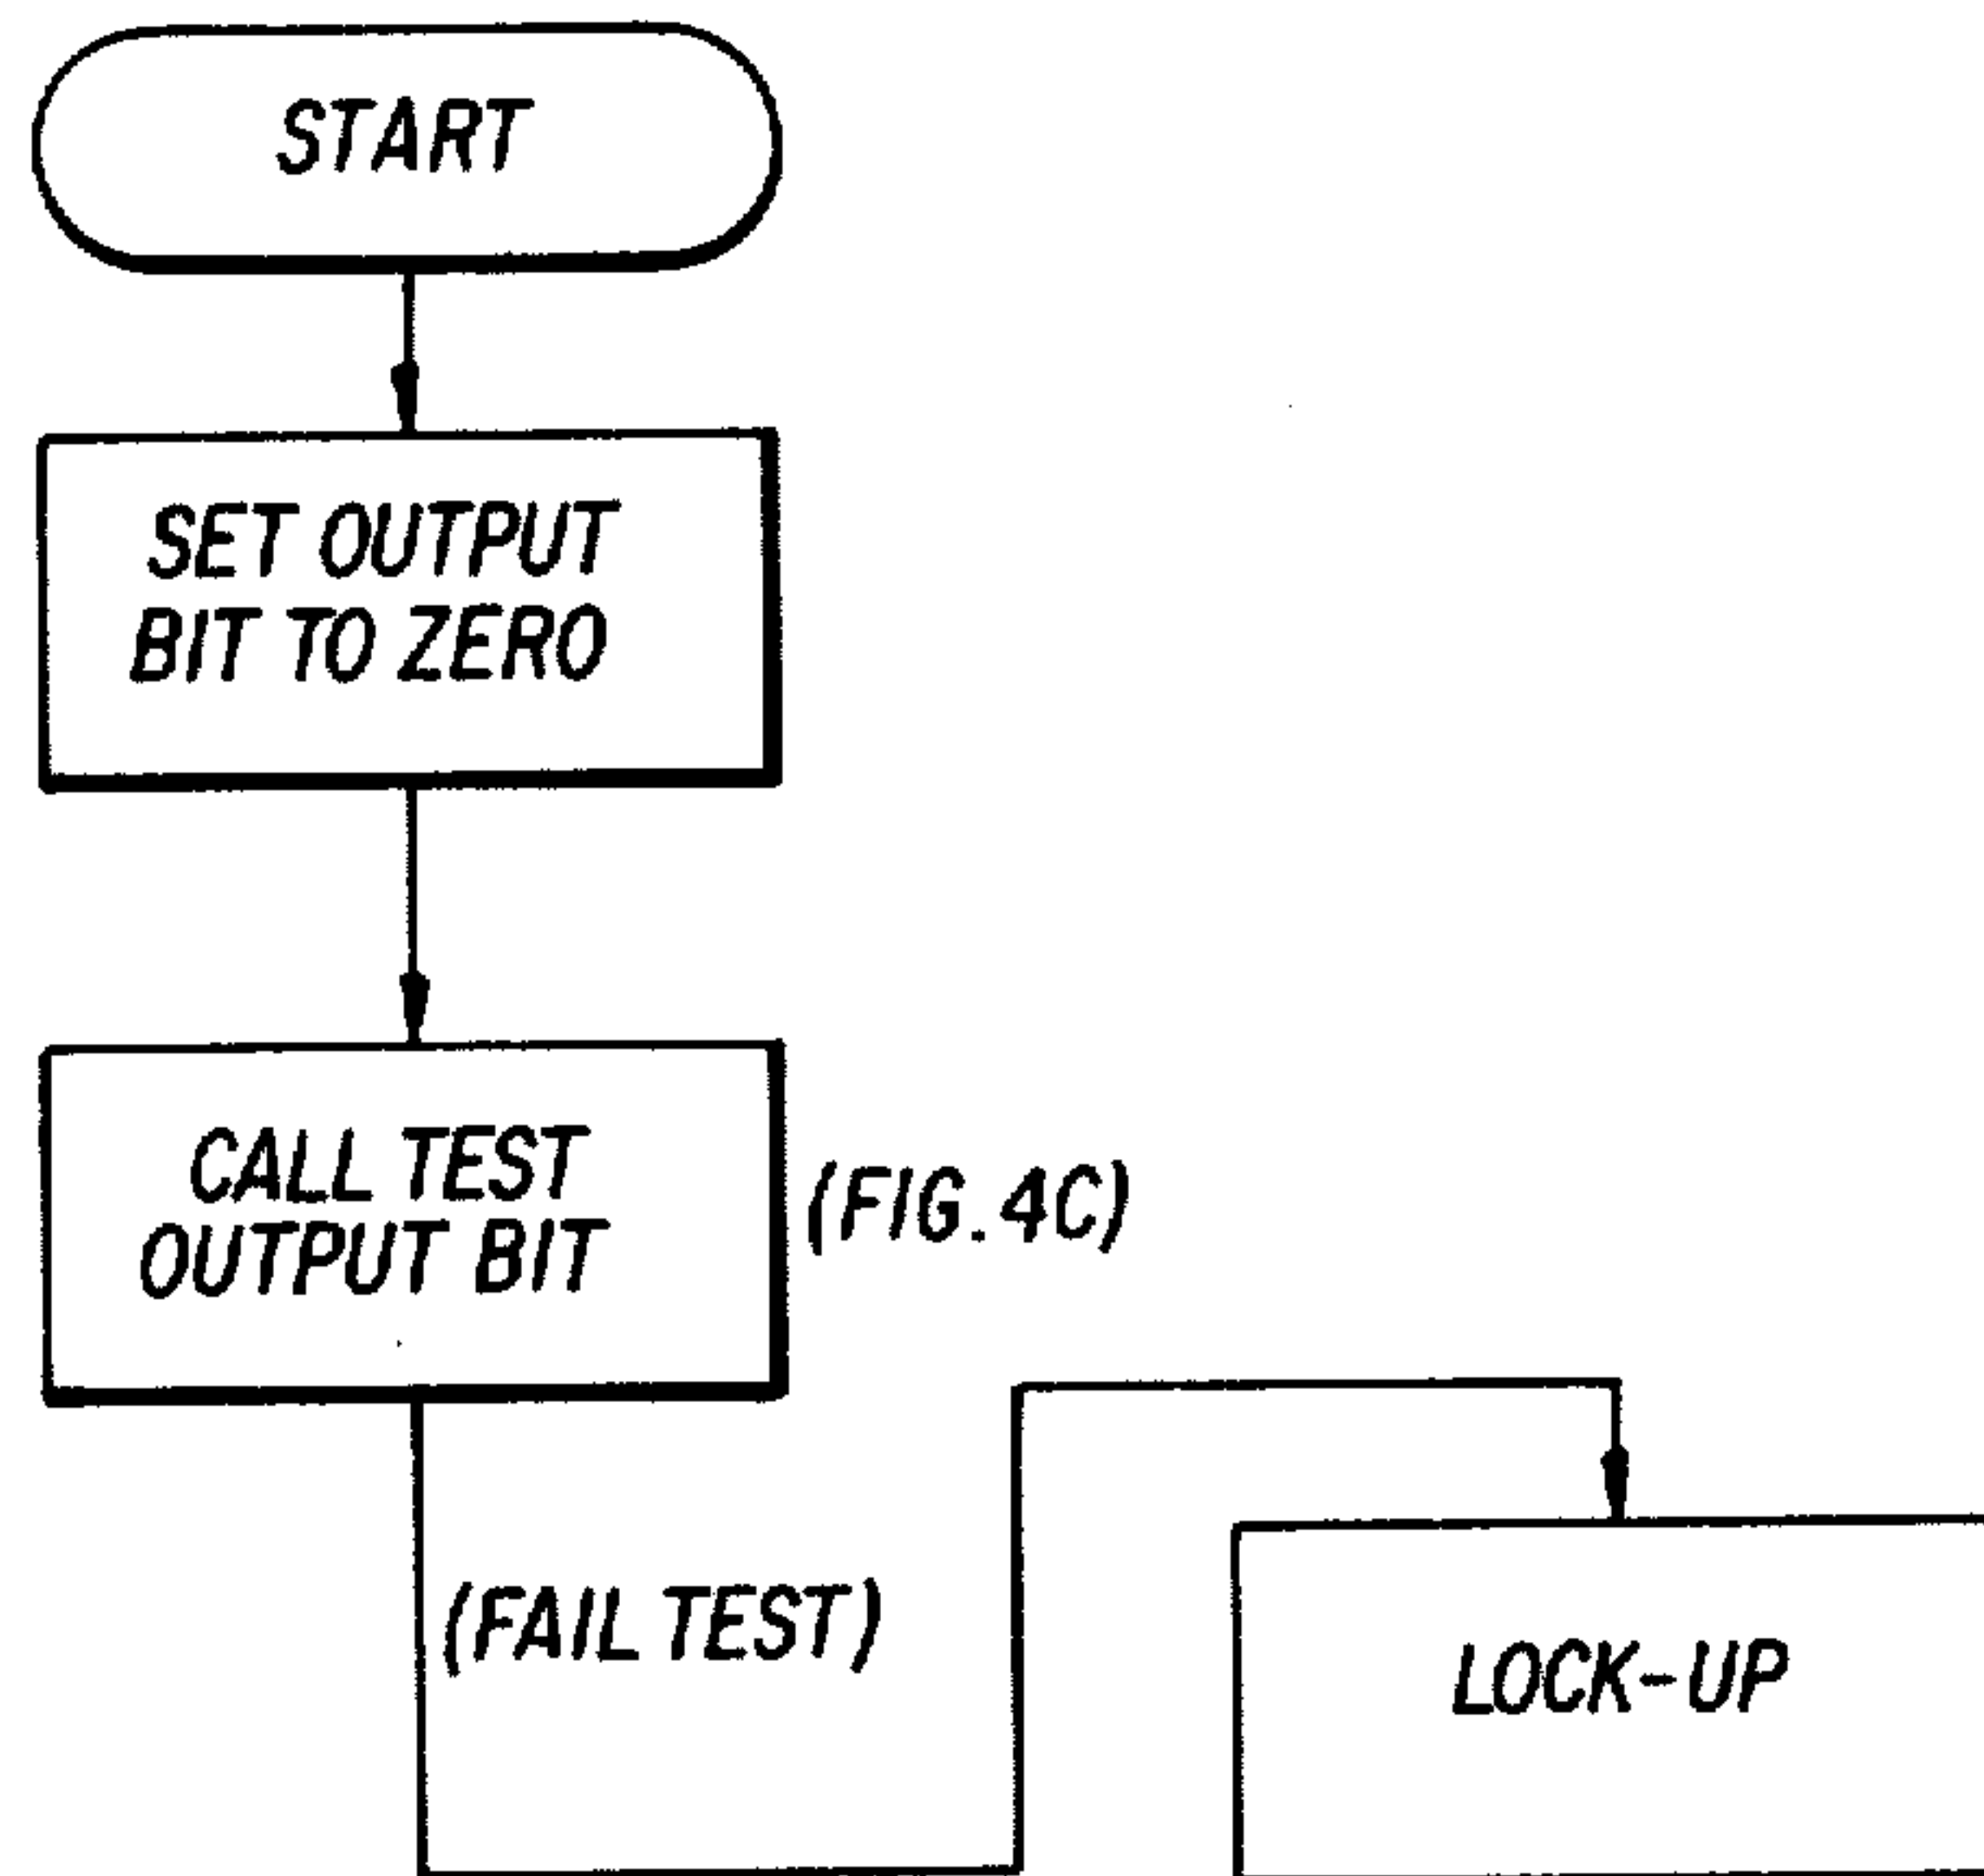 START
SET OUTPUT
BIT TO ZERO
CALL TEST
OUTPUT BIT
(FIG. 4C)
(FAIL TEST)
LOCK-UP